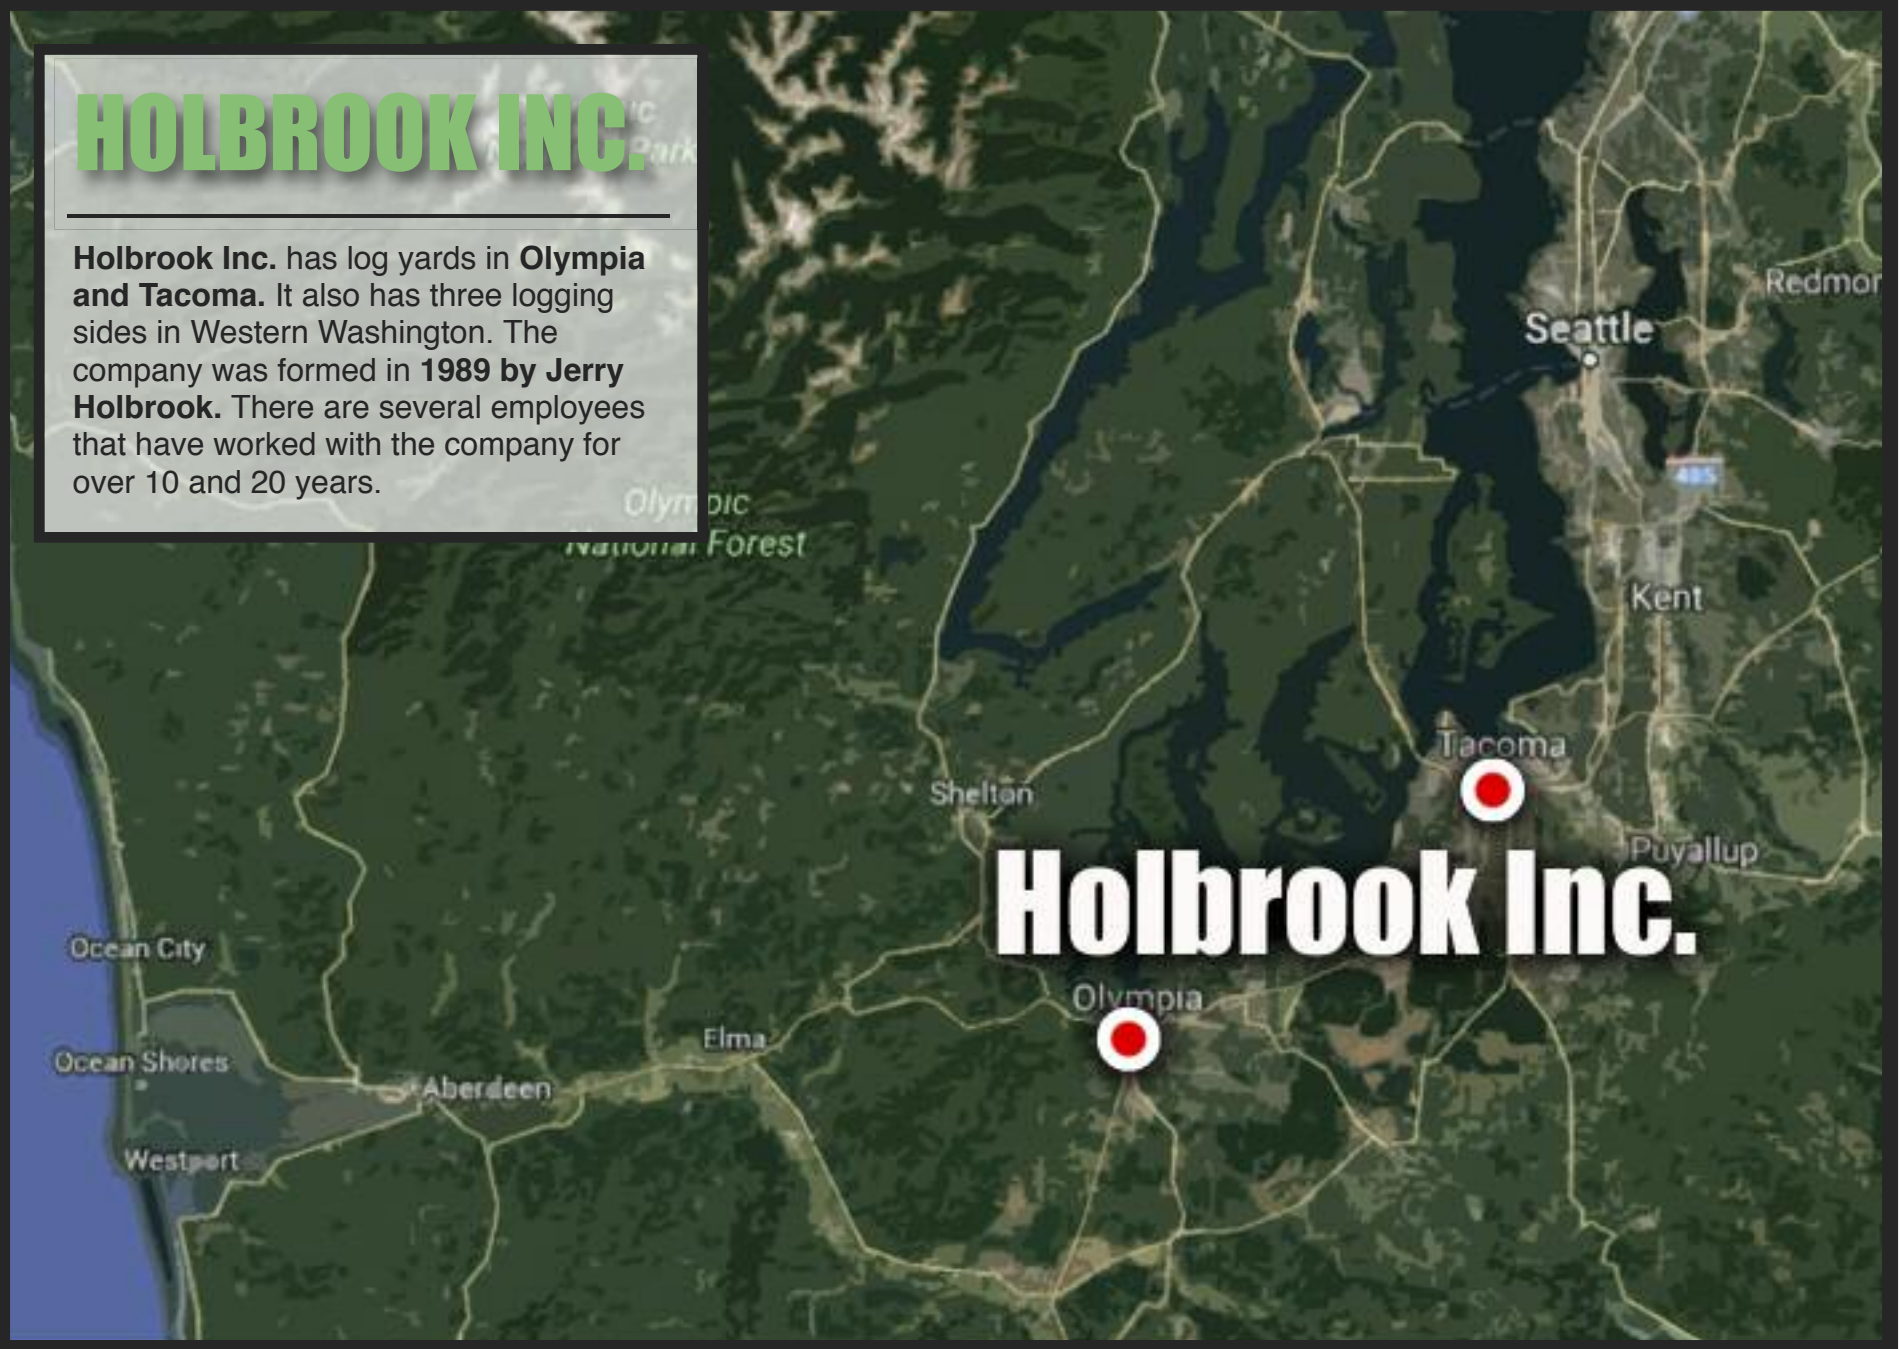 HOLBROOK INC.
Park
Holbrook Inc. has log yards in Olympia
and Tacoma. It also has three logging
sides in Western Washington. The
company was formed in 1989 by Jerry
Holbrook. There are several employees
that have worked with the company for
over 10 and 20 years.
Olympic
National Forest
Redmon
Seattle
405
Kent
Tacoma
Shelton
Puyallup
Holbrook Inc.
Ocean City
Olympia
Elma
Ocean Shores
Aberdeen
Westport